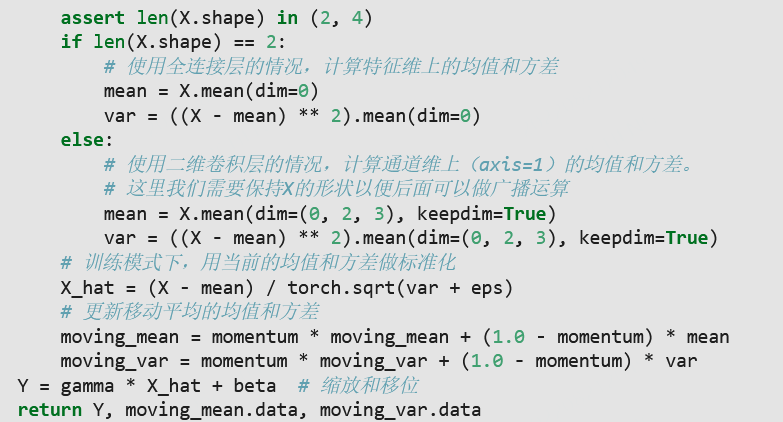 assert len(X.shape) in (2, 4)
if len(X.shape) == 2:
# 使用全连接层的情况，计算特征维上的均值和方差
mean = X.mean(dim=0)
var = ((X - mean) ** 2).mean(dim=0)
else:
# 使用二维卷积层的情况，计算通道维上（axis=1）的均值和方差。
# 这里我们需要保持X的形状以便后面可以做广播运算
mean = X.mean(dim=(0, 2, 3), keepdim=True)
var = ((X - mean) ** 2).mean(dim=(0, 2, 3), keepdim=True)
# 训练模式下，用当前的均值和方差做标准化
X_hat = (X - mean) / torch.sqrt(var + eps)
# 更新移动平均的均值和方差
moving_mean = momentum * moving_mean + (1.0 - momentum) * mean
moving_var = momentum * moving_var + (1.0 - momentum) * var
Y = gamma * X_hat + beta  # 缩放和移位
return Y, moving_mean.data, moving_var.data